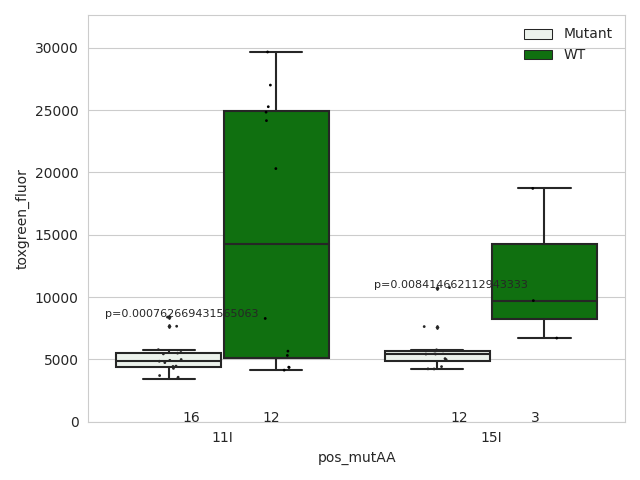 Mutant
WT
30000
25000
20000
15000
10000
5000
0
toxgreen_fluor
p=0.000762669431565063
p=0.008414662112943333
16
12
12
3
11I
15I
pos_mutAA